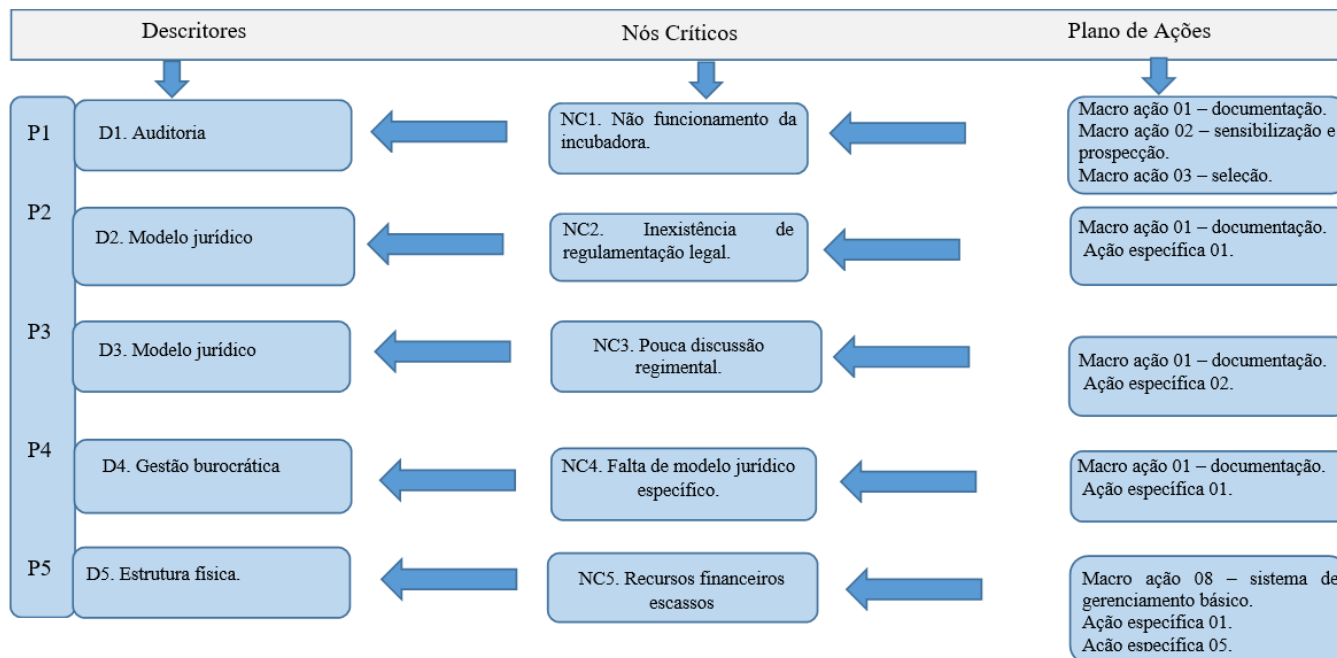 Descritores
Nós Críticos
Plano de Ações
P1
D1. Auditoria
NC1. Não funcionamento da
incubadora.
Macro ação 01 – documentação.
Macro ação 02 – sensibilização e
prospecção.
Macro ação 03 – seleção.
P2
D2. Modelo jurídico
NC2. Inexistência de
regulamentação legal.
Macro ação 01 – documentação.
Ação específica 01.
P3
D3. Modelo jurídico
NC3. Pouca discussão
regimental.
Macro ação 01 – documentação.
Ação específica 02.
P4
D4. Gestão burocrática
NC4. Falta de modelo jurídico
específico.
Macro ação 01 – documentação.
Ação específica 01.
P5
D5. Estrutura física.
NC5. Recursos financeiros
escassos
Macro ação 08 – sistema de
gerenciamento básico.
Ação específica 01.
Ação específica 05.